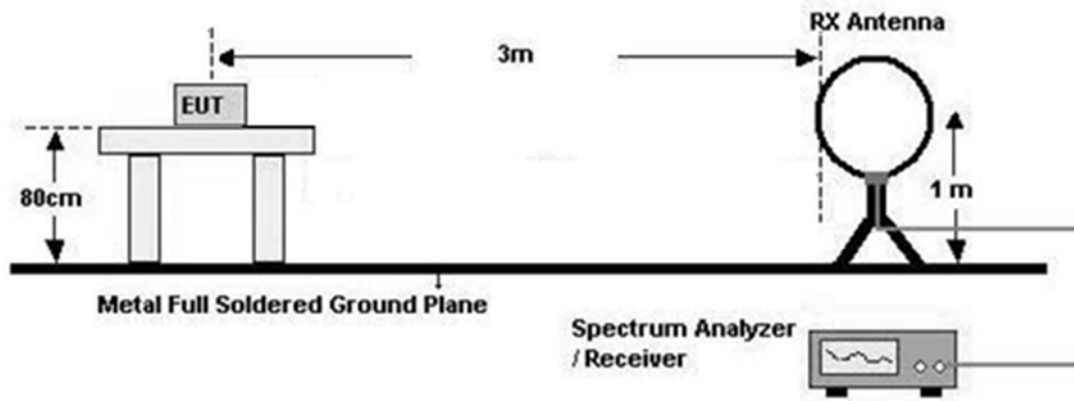 RX Antenna
3m
EUT
80cm
1 m
Metal Full Soldered Ground Plane
Spectrum Analyzer
/ Receiver